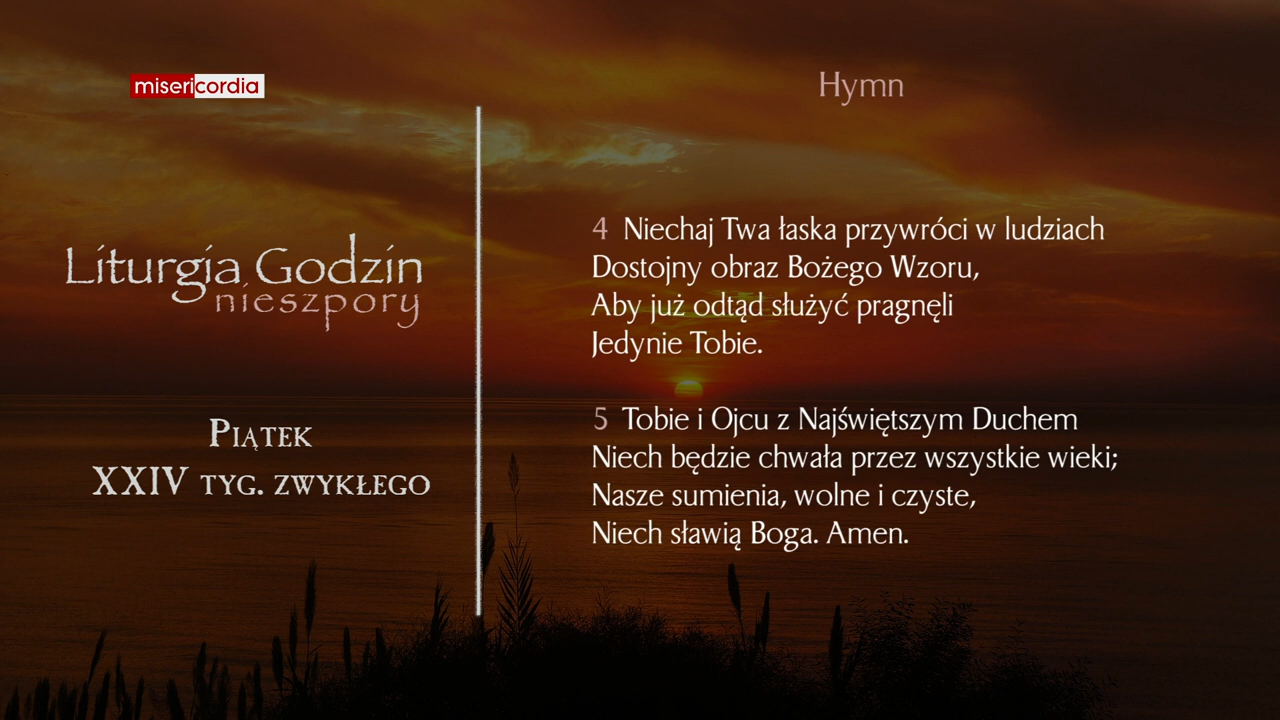 misericordia
Liturgia Godzin
nieszpory
Piątek
XXIV tyg. zwykłego
Hymn
4 Niechaj Twa łaska przywróci w ludziach
Dostojny obraz Bożego Wzoru,
Aby już odtąd służyć pragnęli
Jedynie Tobie.
5 Tobie i Ojcu z Najświętszym Duchem
Niech będzie chwała przez wszystkie wieki;
Nasze sumienia, wolne i czyste,
Niech sławią Boga. Amen.